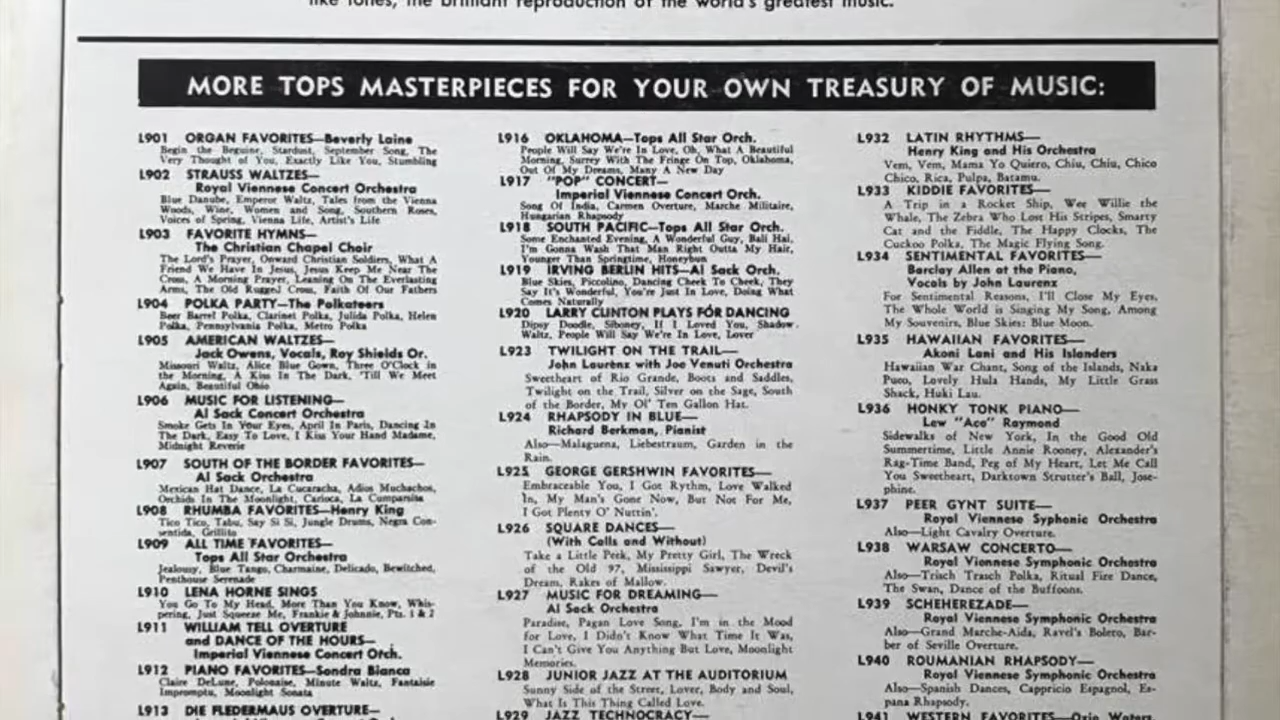 like tones, the brilliant reproduction of the world's greatest music.
MORE TOPS MASTERPIECES FOR YOUR OWN TREASURY OF MUSIC:
L901 ORGAN FAVORITES—Beverly Laine
Begin the Beguine, Stardust, September Song, The
Very Thought of You, Exactly Like You, Stumbling
L902 STRAUSS WALTZES—
Royal Viennese Concert Orchestra
Blue Danube, Emperor Waltz, Tales from the Vienna
Woods, Wine, Women and Song, Southern Roses,
Voices of Spring, Vienna Life, Artist's Life
L903 FAVORITE HYMNS—
The Christian Chapel Choir
The Lord's Prayer, Onward Christian Soldiers, What A
Friend We Have In Jesus, Jesus Keep Me Near The
Cross, A Morning Prayer, Leaning On The Everlasting
Arms, The Old Rugged Cross, Faith Of Our Fathers
L904 POLKA PARTY—The Polkateers
Beer Barrel Polka, Clarinet Polka, Julida Polka, Helen
Polka, Pennsylvania Polka, Metro Polka
L905 AMERICAN WALTZES—
Jack Owens, Vocals, Roy Shields Or.
Missouri Waltz, Alice Blue Gown, Three O'Clock in
the Morning, A Kiss In The Dark, 'Till We Meet
Again, Beautiful Ohio
L906 MUSIC FOR LISTENING—
Al Sack Concert Orchestra
Smoke Gets In Your Eyes, April In Paris, Dancing In
The Dark, Easy To Love, I Kiss Your Hand Madame,
Midnight Reverie
L907 SOUTH OF THE BORDER FAVORITES—
Al Sack Orchestra
Mexican Hat Dance, La Cucaracha, Adios Muchachos,
Orchids In The Moonlight, Carioca, La Cumparsita
L908 RHUMBA FAVORITES—Henry King
Tico Tico, Tabu, Say Si Si, Jungle Drums, Negra Con-
sentida, Grillito
L909 ALL TIME FAVORITES—
Tops All Star Orchestra
Jealousy, Blue Tango, Charmaine, Delicado, Bewitched,
Penthouse Serenade
L910 LENA HORNE SINGS
You Go To My Head, More Than You Know, Whis-
pering, Just Squeeze Me, Frankie & Johnnie, Pts. 1 & 2
L911 WILLIAM TELL OVERTURE
and DANCE OF THE HOURS—
Imperial Viennese Concert Orch.
L912 PIANO FAVORITES—Sondra Bianca
Claire DeLune, Polonaise, Minute Waltz, Fantaisie
Impromptu, Moonlight Sonata
L913 DIE FLEDERMAUS OVERTURE—
L916 OKLAHOMA—Tops All Star Orch.
People Will Say We're In Love, Oh, What A Beautiful
Morning, Surrey With The Fringe On Top, Oklahoma,
Out Of My Dreams, Many A New Day
L917 "POP" CONCERT—
Imperial Viennese Concert Orch.
Song Of India, Carmen Overture, Marche Militaire,
Hungarian Rhapsody
L918 SOUTH PACIFIC—Tops All Star Orch.
Some Enchanted Evening, A Wonderful Guy, Bali Hai,
I'm Gonna Wash That Man Right Outta My Hair,
Younger Than Springtime, Honeybun
L919 IRVING BERLIN HITS—Al Sack Orch.
Blue Skies, Piccolino, Dancing Cheek To Cheek, They
Say It's Wonderful, You're Just In Love, Doing What
Comes Naturally
L920 LARRY CLINTON PLAYS FOR DANCING
Dipsy Doodle, Siboney, If I Loved You, Shadow
Waltz, People Will Say We're In Love, Lover
L923 TWILIGHT ON THE TRAIL—
John Laurenz with Joe Venuti Orchestra
Sweetheart of Rio Grande, Boots and Saddles,
Twilight on the Trail, Silver on the Sage, South
of the Border, My Ol' Ten Gallon Hat.
L924 RHAPSODY IN BLUE—
Richard Berkman, Pianist
Also—Malaguena, Liebestraum, Garden in the
Rain.
L925 GEORGE GERSHWIN FAVORITES—
Embraceable You, I Got Rythm, Love Walked
In, My Man's Gone Now, But Not For Me,
I Got Plenty O' Nuttin'.
L926 SQUARE DANCES—
(With Calls and Without)
Take a Little Peek, My Pretty Girl, The Wreck
of the Old 97, Mississippi Sawyer, Devil's
Dream, Rakes of Mallow.
L927 MUSIC FOR DREAMING—
Al Sack Orchestra
Paradise, Pagan Love Song, I'm in the Mood
for Love, I Didn't Know What Time It Was,
I Can't Give You Anything But Love, Moonlight
Memories.
L928 JUNIOR JAZZ AT THE AUDITORIUM
Sunny Side of the Street, Lover, Body and Soul,
What Is This Thing Called Love.
L929 JAZZ TECHNOCRACY—
L932 LATIN RHYTHMS—
Henry King and His Orchestra
Vem, Vem, Mama Yo Quiero, Chiu, Chiu, Chico
Chico, Rica, Pulpa, Batamu.
L933 KIDDIE FAVORITES—
A Trip in a Rocket Ship, Wee Willie the
Whale, The Zebra Who Lost His Stripes, Smarty
Cat and the Fiddle, The Happy Clocks, The
Cuckoo Polka, The Magic Flying Song.
L934 SENTIMENTAL FAVORITES—
Barclay Allen at the Piano,
Vocals by John Laurenz
For Sentimental Reasons, I'll Close My Eyes,
The Whole World is Singing My Song, Among
My Souvenirs, Blue Skies: Blue Moon.
L935 HAWAIIAN FAVORITES—
Akoni Lani and His Islanders
Hawaiian War Chant, Song of the Islands, Naka
Pueo, Lovely Hula Hands, My Little Grass
Shack, Huki Lau.
L936 HONKY TONK PIANO—
Lew "Ace" Raymond
Sidewalks of New York, In the Good Old
Summertime, Little Annie Rooney, Alexander's
Rag-Time Band, Peg of My Heart, Let Me Call
You Sweetheart, Darktown Strutter's Ball, Jose-
phine.
L937 PEER GYNT SUITE—
Royal Viennese Syphonic Orchestra
Also—Light Cavalry Overture.
L938 WARSAW CONCERTO—
Royal Viennese Symphonic Orchestra
Also—Trisch Trasch Polka, Ritual Fire Dance,
The Swan, Dance of the Buffoons.
L939 SCHEHEREZADE—
Royal Viennese Symphonic Orchestra
Also—Grand Marche-Aida, Ravel's Bolero, Bar-
ber of Seville Overture.
L940 ROUMANIAN RHAPSODY—
Royal Viennese Symphonic Orchestra
Also—Spanish Dances, Cappricio Espagnol, Es-
pana Rhapsody.
L941 WESTERN FAVORITES—Ozie Waters